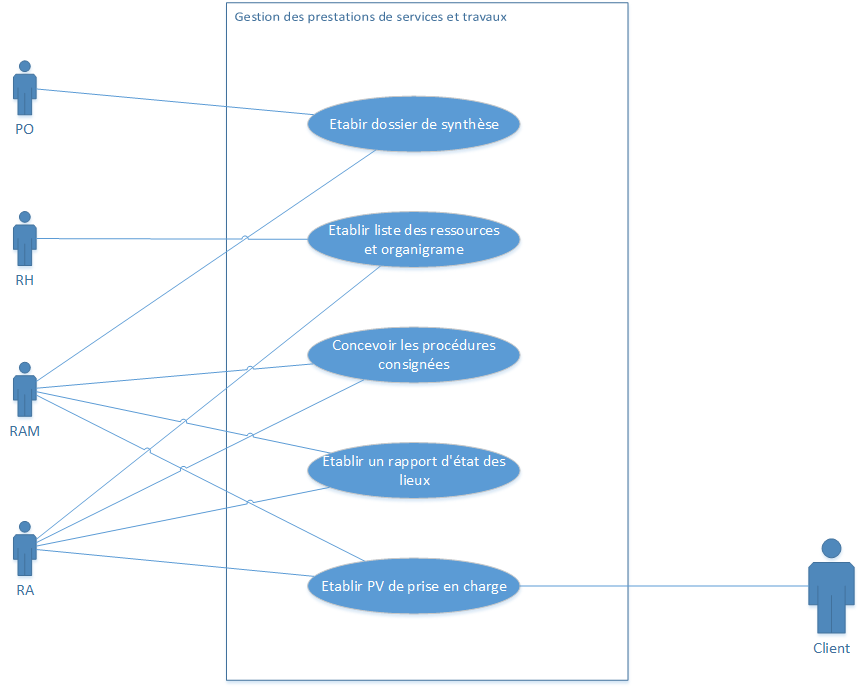 Gestion des prestations de services et travaux
PO
Etabir dossier de synthèse
RH
Etablir liste des ressources
et organigrame
Concevoir les procédures
consignées
RAM
Etablir un rapport d'état des
lieux
RA
Etablir PV de prise en charge
Client